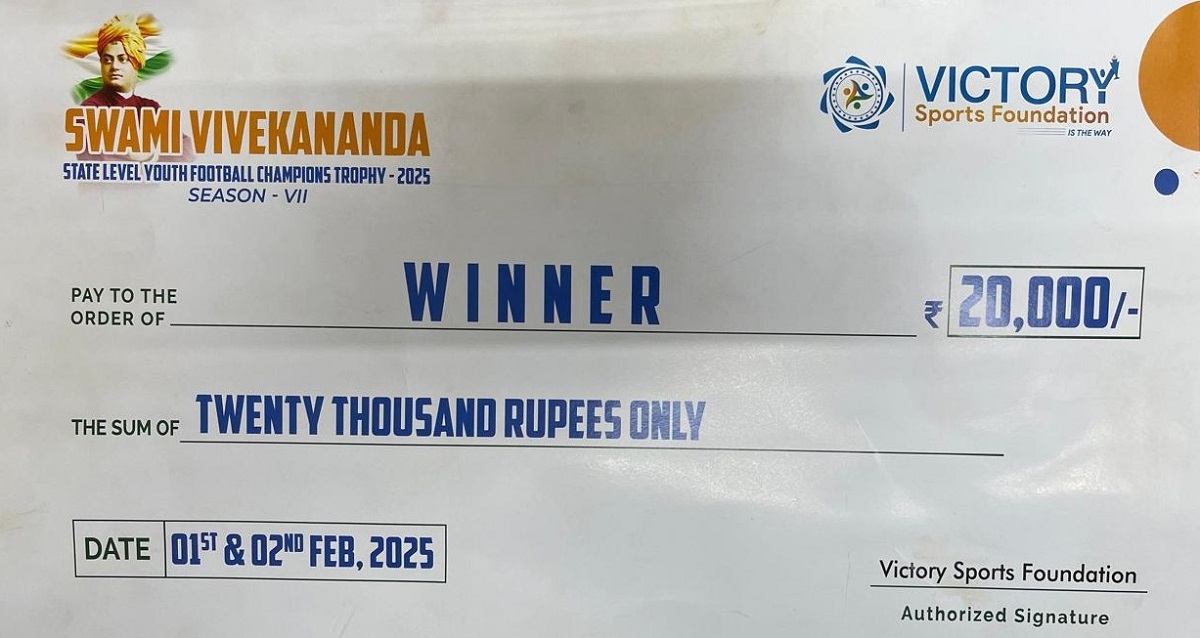 SWAMI VIVEKANANDA
STATE LEVEL YOUTH FOOTBALL CHAMPIONS TROPHY - 2025
SEASON - VII
VICTORY
Sports Foundation
IS THE WAY
PAY TO THE
ORDER OF WINNER ₹ 20,000/-
THE SUM OF TWENTY THOUSAND RUPEES ONLY
DATE 01ST & 02ND FEB, 2025
Victory Sports Foundation
Authorized Signature